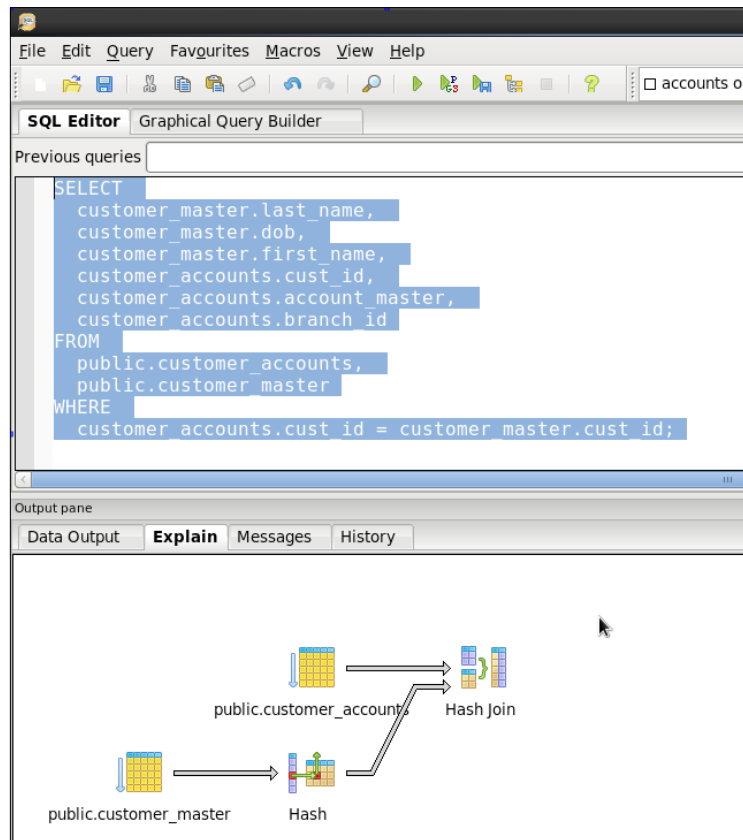 File Edit Query Favourites Macros View Help
accounts o
SQL Editor Graphical Query Builder
Previous queries
SELECT
customer_master.last_name,
customer_master.dob,
customer_master.first_name,
customer_accounts.cust_id,
customer_accounts.account_master,
customer_accounts.branch_id
FROM
public.customer_accounts,
public.customer_master
WHERE
customer_accounts.cust_id = customer_master.cust_id;
Output pane
Data Output Explain Messages History
public.customer_accounts Hash Join
public.customer_master Hash